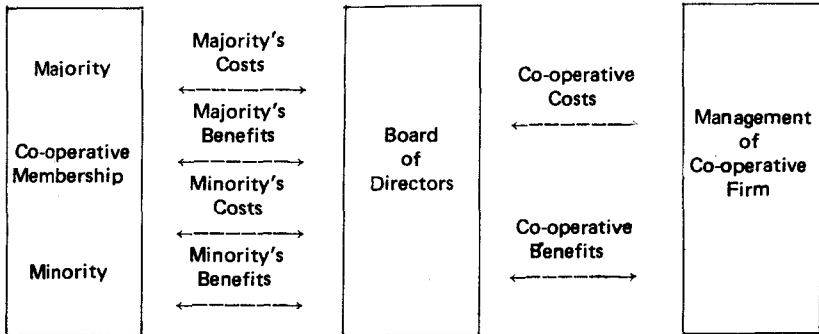 Majority
Co-operative
Membership
Minority
Majority's
Costs
Majority's
Benefits
Minority's
Costs
Minority's
Benefits
Board
of
Directors
Co-operative
Costs
Co-operative
Benefits
Management
of
Co-operative
Firm